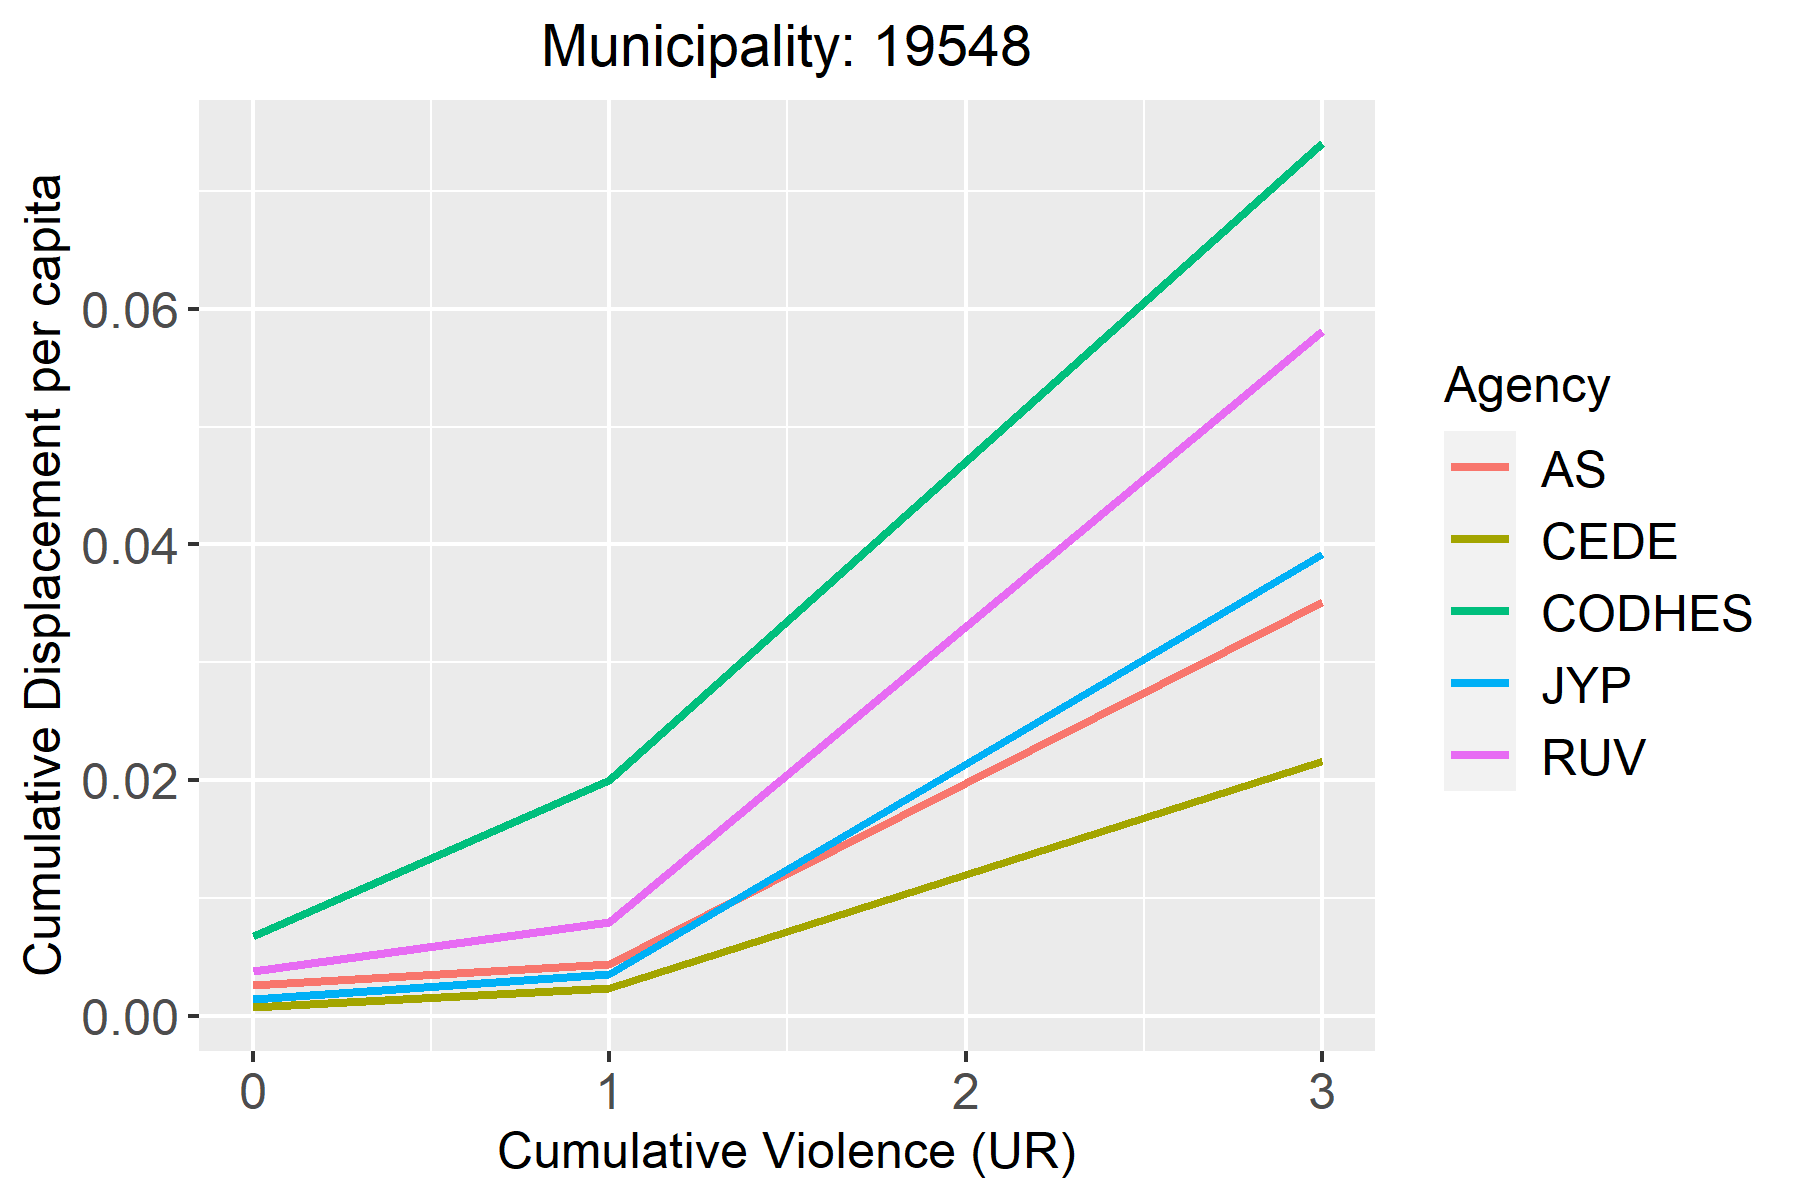 Municipality: 19548
Cumulative Displacement per capita
0.06
0.04
0.02
0.00
0 1 2 3
Cumulative Violence (UR)
Agency
AS
CEDE
CODHES
JYP
RUV